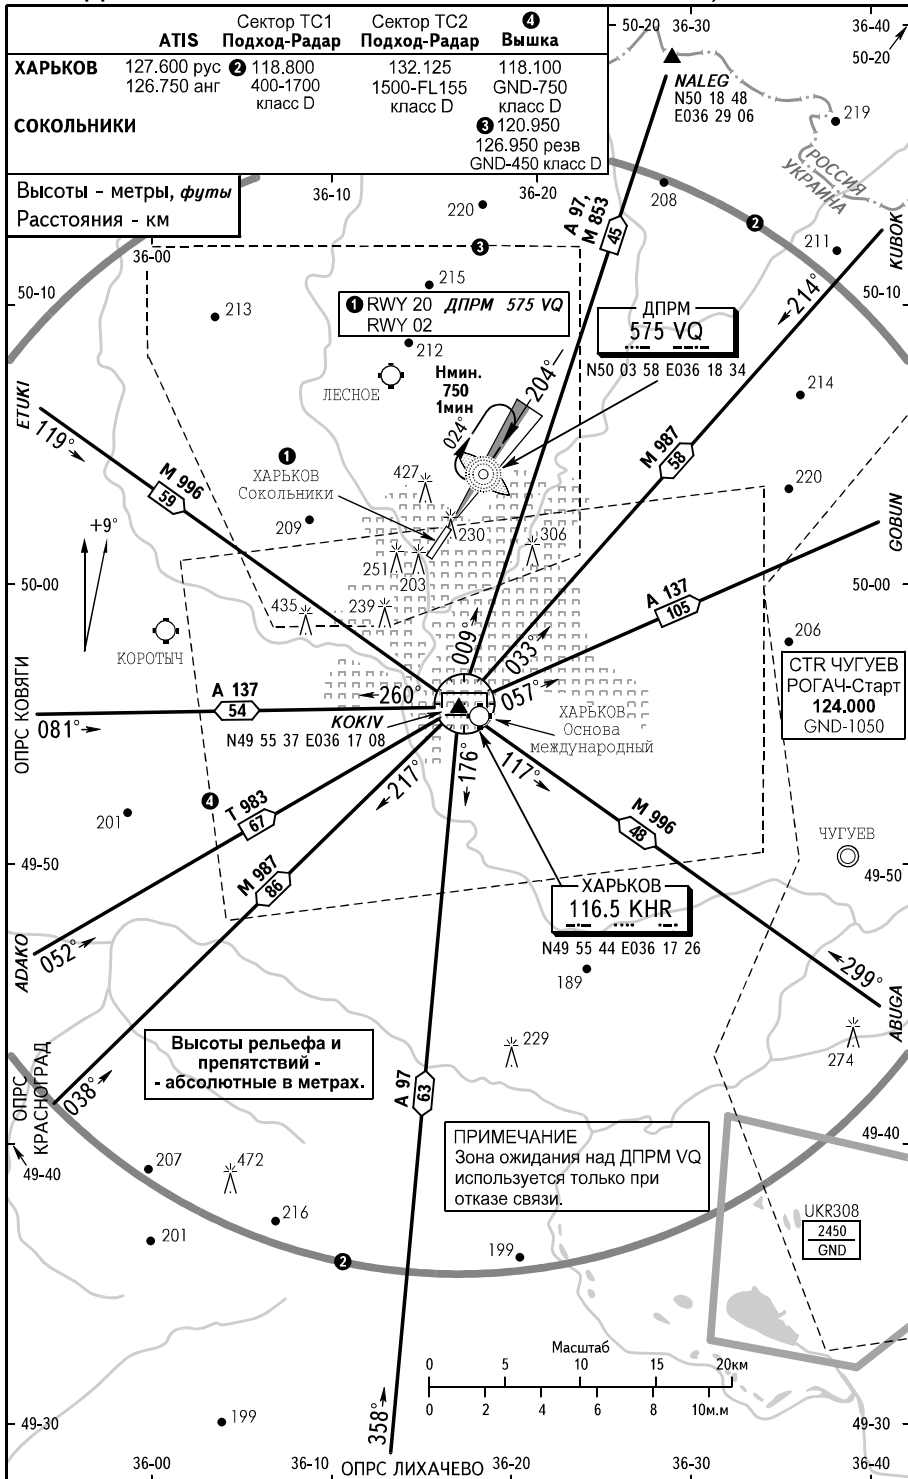 Сектор ТС1 Сектор ТС2 4
ATIS Подход-Радар Подход-Радар Вышка
ХАРЬКОВ 127.600 рус 2 118.800 132.125 118.100
126.750 анг 400-1700 1500-FL155 GND-750
класс D класс D класс D
СОКОЛЬНИКИ 3 120.950
126.950 резв
GND-450 класс D
Высоты - метры, футы
Расстояния - км
50-20
36-30
36-40
50-20
NALEG
N50 18 48
E036 29 06
219
РОССИЯ
УКРАИНА
36-10
36-20
220
208
2
211
KUBOK
36-00
3
A 97,
M 853
45
215
213
50-10
50-10
214°
1 RWY 20 ДПРМ 575 VQ
RWY 02
ДПРМ
575 VQ
N50 03 58 E036 18 34
212
ЛЕСНОЕ
Нмин.
750
1мин
204°
024°
214
ETUKI
119°
M 996
59
M 987
58
1
ХАРЬКОВ
Сокольники
427
220
209
230
306
GOBUN
+9°
251
203
50-00
50-00
435
239
A 137
105
009°
033°
057°
206
КОРОТЫЧ
CTR ЧУГУЕВ
РОГАЧ-Старт
124.000
GND-1050
ОПРС КОВЯГИ
A 137
54
260°
081°
KOKIV
N49 55 37 E036 17 08
ХАРЬКОВ
Основа
международный
217°
176°
117°
4
201
T 983
67
M 996
48
ЧУГУЕВ
49-50
49-50
M 987
86
ХАРЬКОВ
116.5 KHR
N49 55 44 E036 17 26
ADAKO
052°
189
299°
ABUGA
Высоты рельефа и
препятствий -
- абсолютные в метрах.
229
274
ОПРС
КРАСНОГРАД
038°
A 97
63
ПРИМЕЧАНИЕ
Зона ожидания над ДПРМ VQ
используется только при
отказе связи.
49-40
49-40
207
472
216
201
2
199
UKR308
2450
GND
Масштаб
0 5 10 15 20км
0 2 4 6 8 10м.м
199
49-30
49-30
358°
36-00
36-10
ОПРС ЛИХАЧЕВО
36-20
36-30
36-40